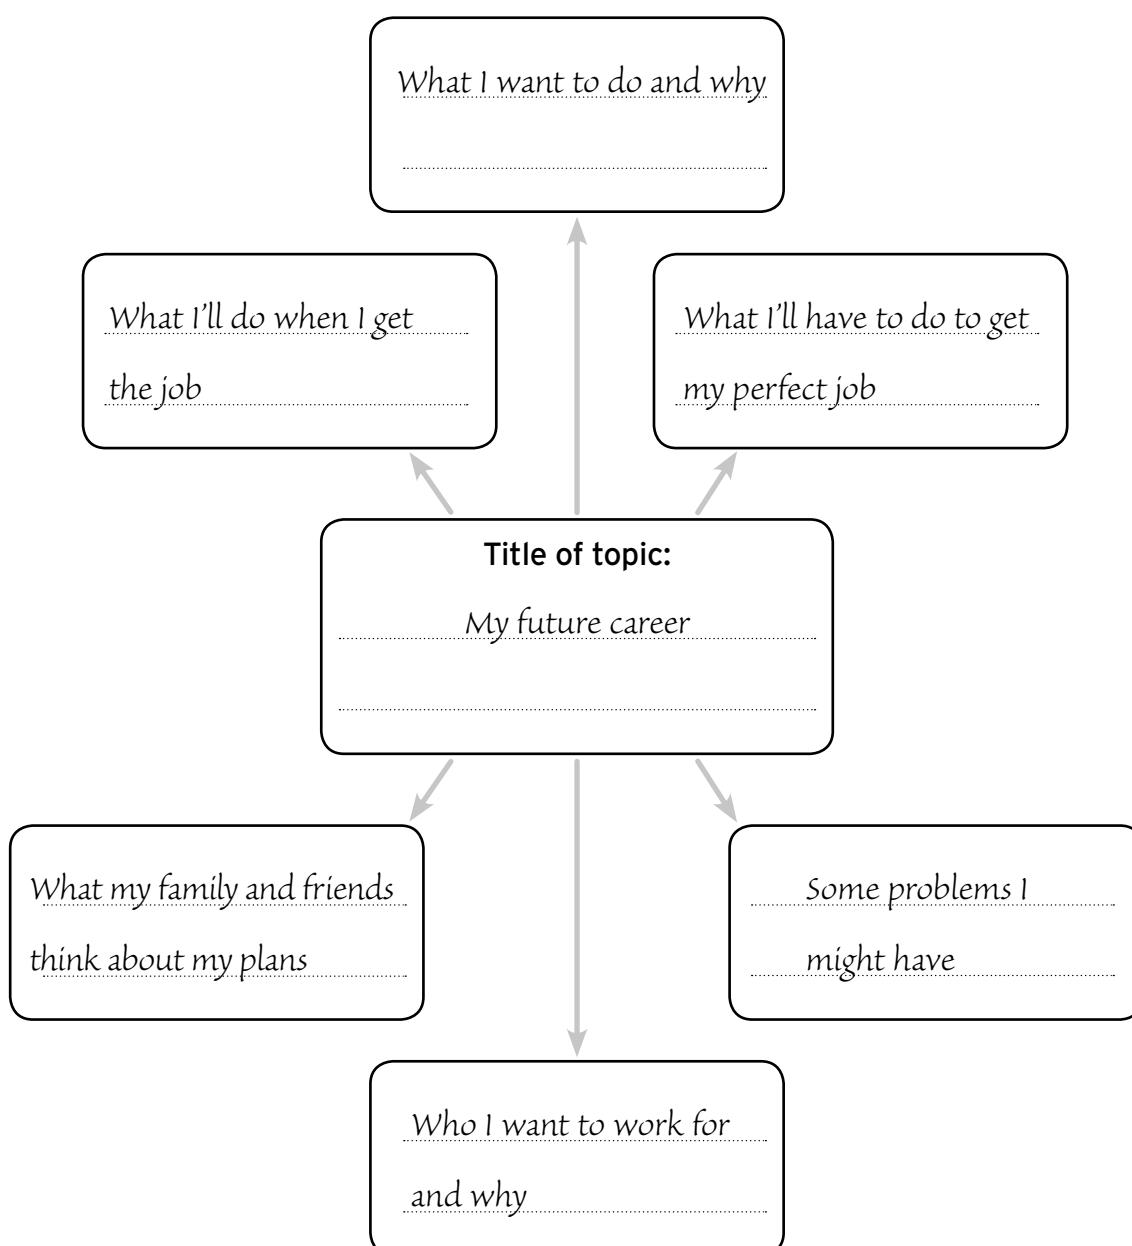 What I want to do and why
What I'll do when I get
the job
What I'll have to do to get
my perfect job
Title of topic:
My future career
What my family and friends
think about my plans
Some problems I
might have
Who I want to work for
and why